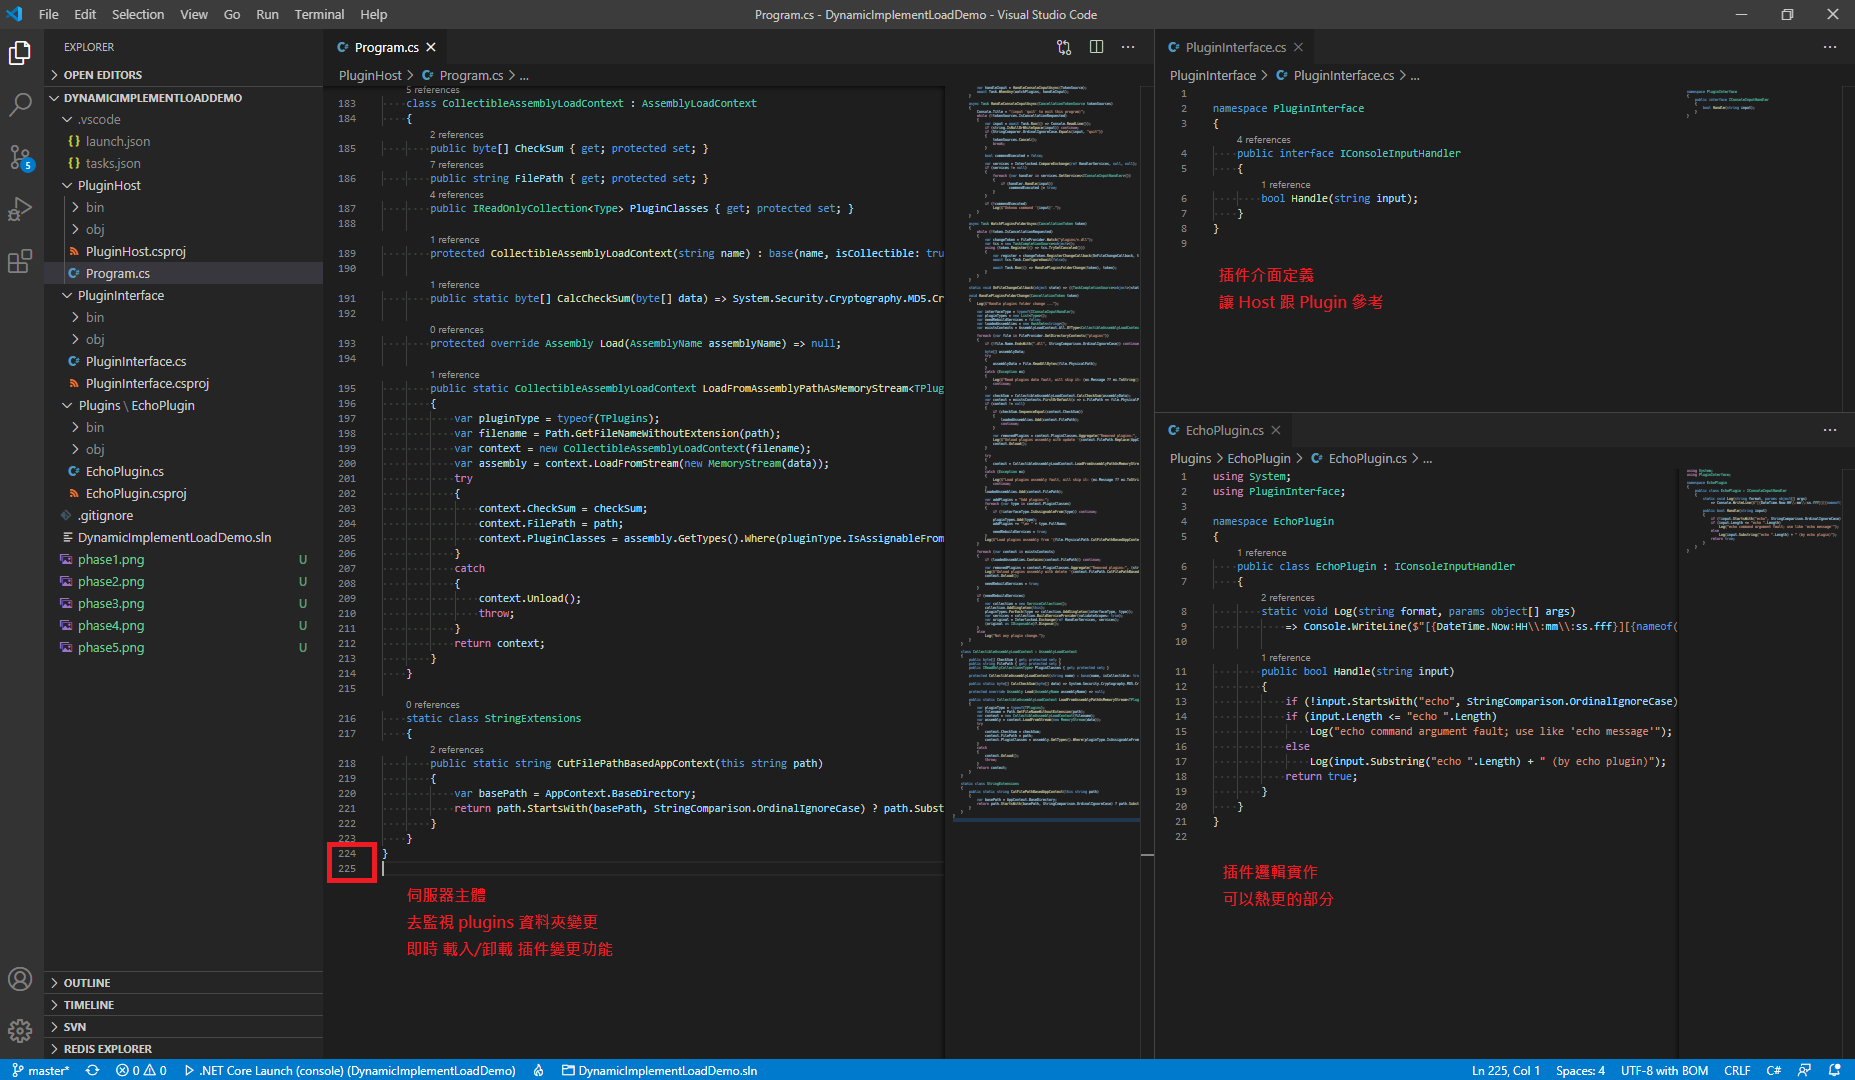 File Edit Selection View Go Run Terminal Help
Program.cs - DynamicImplementLoadDemo - Visual Studio Code
EXPLORER
OPEN EDITORS
DYNAMICIMPLEMENTLOADDEMO
.vscode
launch.json
tasks.json
PluginHost
bin
obj
PluginHost.csproj
Program.cs
PluginInterface
bin
obj
PluginInterface.cs
PluginInterface.csproj
Plugins \ EchoPlugin
bin
obj
EchoPlugin.cs
EchoPlugin.csproj
.gitignore
DynamicImplementLoadDemo.sln
phase1.png U
phase2.png U
phase3.png U
phase4.png U
phase5.png U
OUTLINE
TIMELINE
SVN
REDIS EXPLORER
5
Program.cs
PluginHost > Program.cs > ...
5 references
183 class CollectibleAssemblyLoadContext : AssemblyLoadContext
184 {
2 references
185 public byte[] CheckSum { get; protected set; }
7 references
186 public string FilePath { get; protected set; }
4 references
187 public IReadOnlyCollection<Type> PluginClasses { get; protected set; }
188
1 reference
189 protected CollectibleAssemblyLoadContext(string name) : base(name, isCollectible: tru
190
1 reference
191 public static byte[] CalcCheckSum(byte[] data) => System.Security.Cryptography.MD5.Cr
192
0 references
193 protected override Assembly Load(AssemblyName assemblyName) => null;
194
1 reference
195 public static CollectibleAssemblyLoadContext LoadFromAssemblyPathAsMemoryStream<TPlug
196 {
197 var pluginType = typeof(TPlugins);
198 var filename = Path.GetFileNameWithoutExtension(path);
199 var context = new CollectibleAssemblyLoadContext(filename);
200 var assembly = context.LoadFromStream(new MemoryStream(data));
201 try
202 {
203 context.CheckSum = checkSum;
204 context.FilePath = path;
205 context.PluginClasses = assembly.GetTypes().Where(pluginType.IsAssignableFrom
206 }
207 catch
208 {
209 context.Unload();
210 throw;
211 }
212 return context;
213 }
214 }
215
0 references
216 static class StringExtensions
217 {
2 references
218 public static string CutFilePathBasedAppContext(this string path)
219 {
220 var basePath = AppContext.BaseDirectory;
221 return path.StartsWith(basePath, StringComparison.OrdinalIgnoreCase) ? path.Subst
222 }
223 }
224 }
225
伺服器主體
去監視 plugins 資料夾變更
即時 載入/卸載 插件變更功能
PluginInterface.cs
PluginInterface > PluginInterface.cs > ...
1
2 namespace PluginInterface
3 {
4 references
4 public interface IConsoleInputHandler
5 {
1 reference
6 bool Handle(string input);
7 }
8 }
9
插件介面定義
讓 Host 跟 Plugin 參考
EchoPlugin.cs
Plugins > EchoPlugin > EchoPlugin.cs > ...
1 using System;
2 using PluginInterface;
3
4 namespace EchoPlugin
5 {
1 reference
6 public class EchoPlugin : IConsoleInputHandler
7 {
2 references
8 static void Log(string format, params object[] args)
9 => Console.WriteLine($"[{DateTime.Now:HH\\:mm\\:ss.fff}][{nameof(
10
1 reference
11 public bool Handle(string input)
12 {
13 if (!input.StartsWith("echo", StringComparison.OrdinalIgnoreCase)
14 if (input.Length <= "echo ".Length)
15 Log("echo command argument fault; use like 'echo message'");
16 else
17 Log(input.Substring("echo ".Length) + " (by echo plugin)");
18 return true;
19 }
20 }
21 }
22
插件邏輯實作
可以熱更的部分
master* 0 0 .NET Core Launch (console) (DynamicImplementLoadDemo) DynamicImplementLoadDemo.sln Ln 225, Col 1 Spaces: 4 UTF-8 with BOM CRLF C#